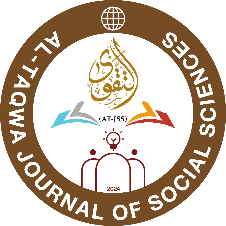 AL-TAQWA JOURNAL OF SOCIAL SCIENCES
التقوى
(AT-JSS)
2024